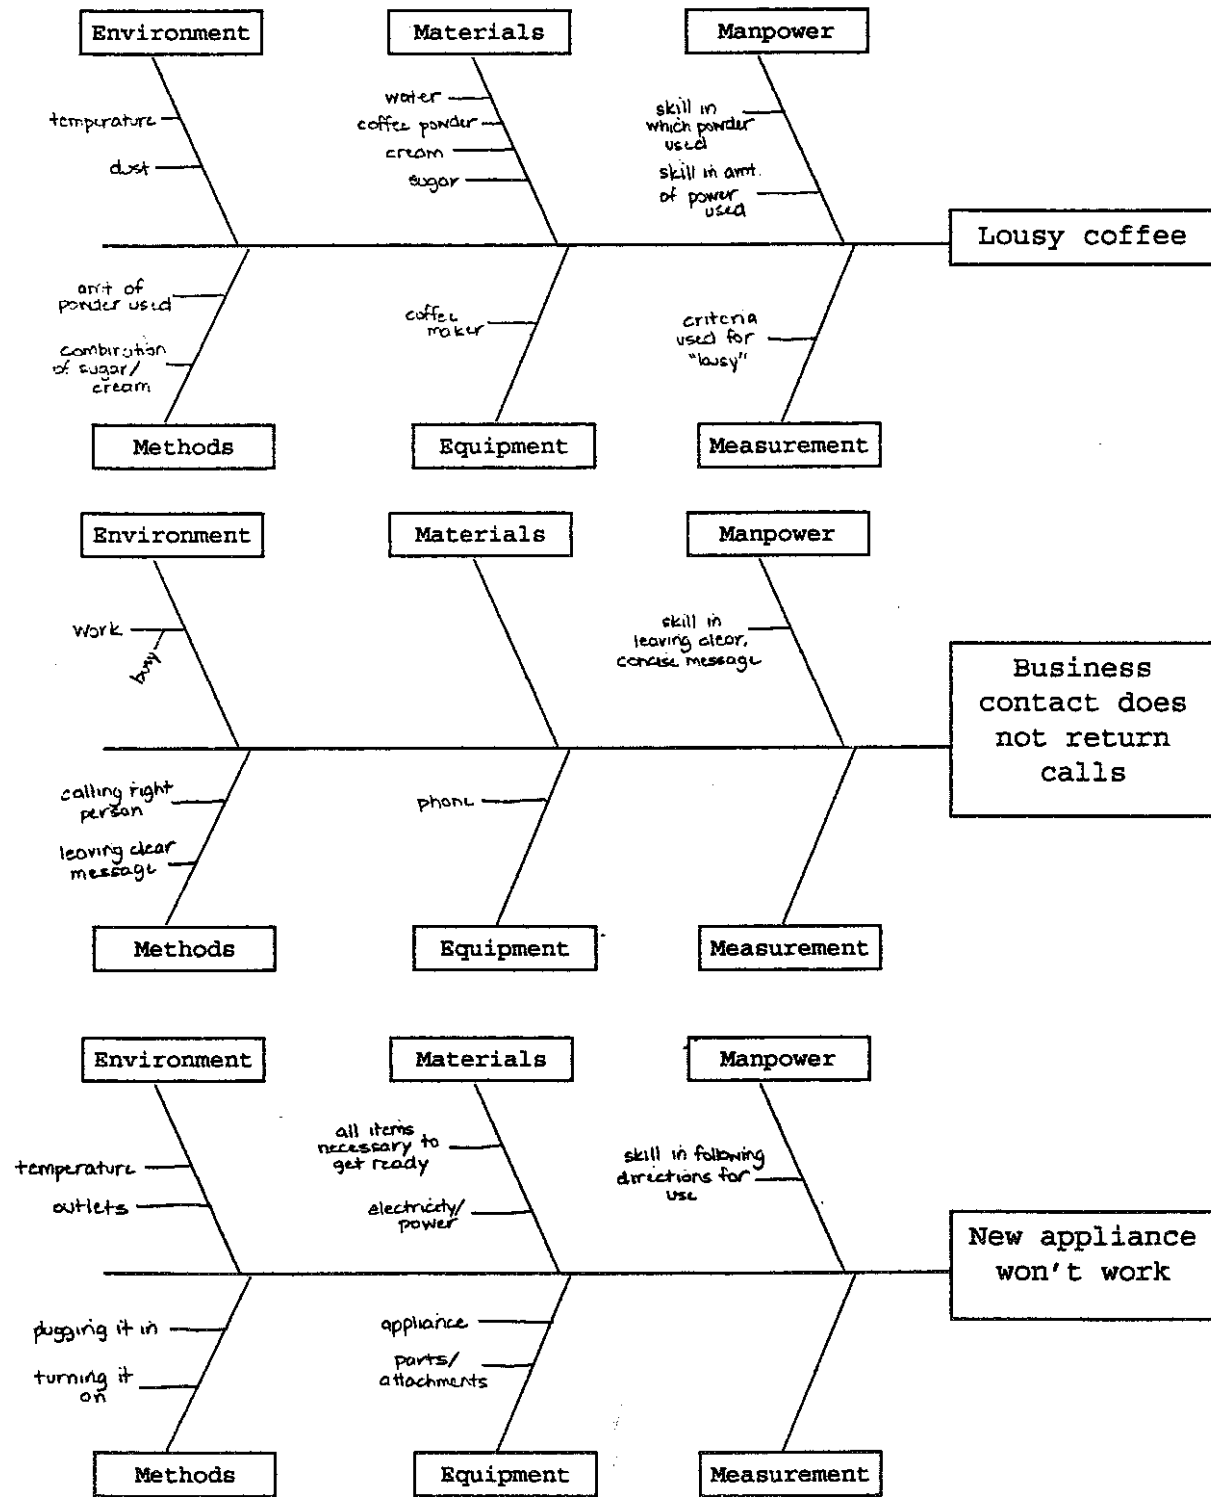 Environment
Materials
Manpower
temperature
dust
water
coffee powder
cream
sugar
skill in
which powder
used
skill in amt.
of power
used
Lousy coffee
amt of
powder used
combination
of sugar/
cream
coffee
maker
criteria
used for
"lousy"
Methods
Equipment
Measurement
Environment
Materials
Manpower
work
busy
skill in
leaving clear,
concise message
Business
contact does
not return
calls
calling right
person
leaving clear
message
phone
Methods
Equipment
Measurement
Environment
Materials
Manpower
temperature
outlets
all items
necessary to
get ready
electricity/
power
skill in following
directions for
use
New appliance
won't work
plugging it in
turning it
on
appliance
parts/
attachments
Methods
Equipment
Measurement